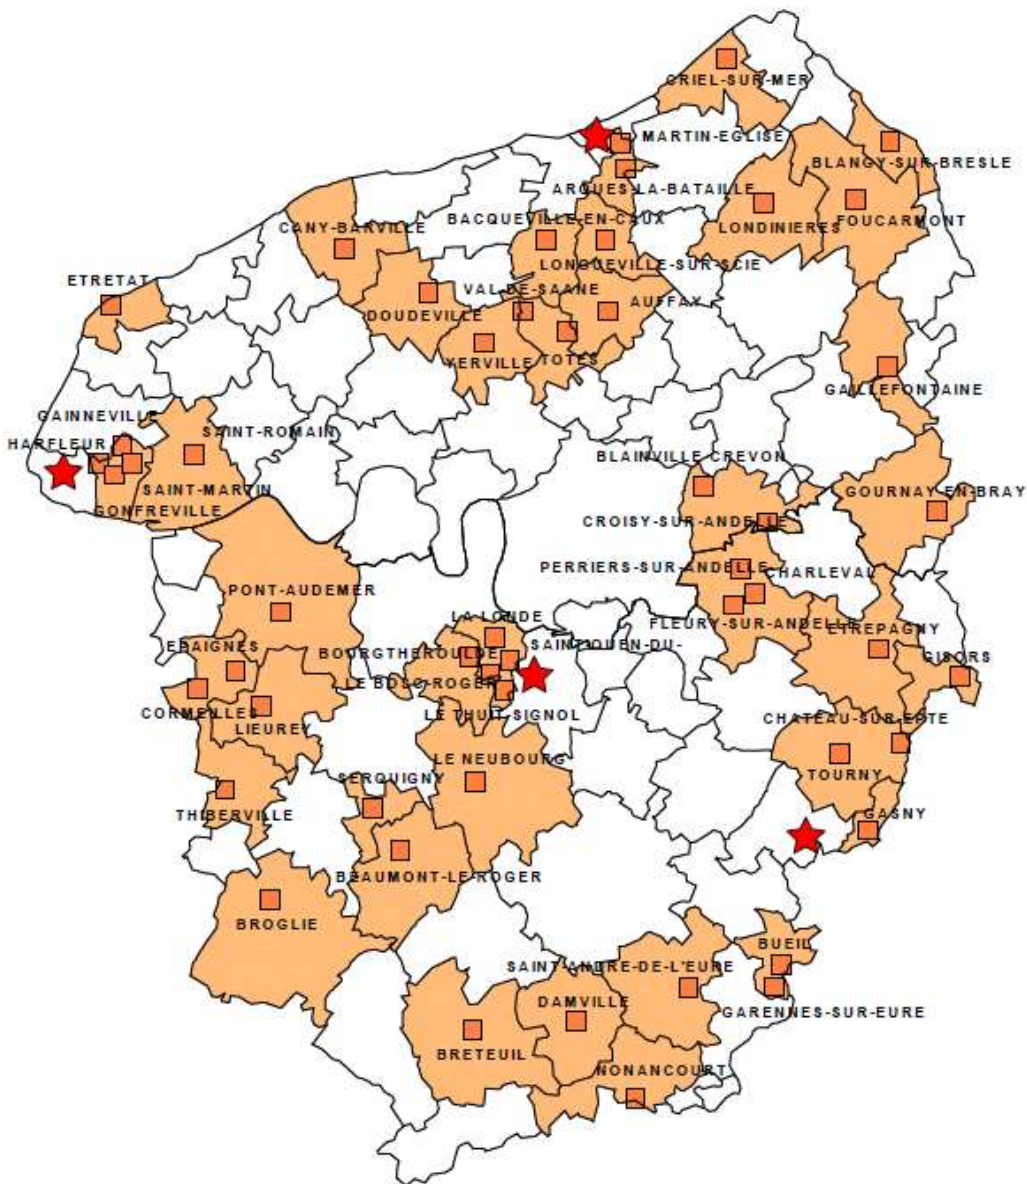 CRIEL-SUR-MER
MARTIN-EGLISE
BLANGY-SUR-BRESLE
ARQUES-LA-BATAILLE
BACQUEVILLE-EN-CAUX
FOUCARMONT
CANY-BARVILLE
LONDINIERES
LONGUEVILLE-SUR-SCIE
ETRETAT
VAL-DE-SAANE
AUFFAY
DOUDEVILLE
YERVILLE
TOTES
GAILLEFONTAINE
GAINNEVILLE
SAINT-ROMAIN
HARFLEUR
BLAINVILLE-CREVON
SAINT-MARTIN
GOURNAY-EN-BRAY
GONFREVILLE
CROISY-SUR-ANDELLE
PERRIERS-SUR-ANDELLE
CHARLEVAL
PONT-AUDEMER
LA LONDE
FLEURY-SUR-ANDELLE
ETREPAGNY
EPAIGNES
BOURGTHEROULDE
SAINT-OUEN-DU-
GISORS
LE BOSC-ROGER
CORMEILLES
LE THUIT-SIGNOL
CHATEAU-SUR-EPTE
LIEUREY
LE NEUBOURG
TOURNY
SERQUIGNY
THIBERVILLE
GASNY
BEAUMONT-LE-ROGER
BROGLIE
BUEIL
SAINT-ANDRE-DE-L'EURE
DAMVILLE
GARENNES-SUR-EURE
BRETEUIL
NONANCOURT